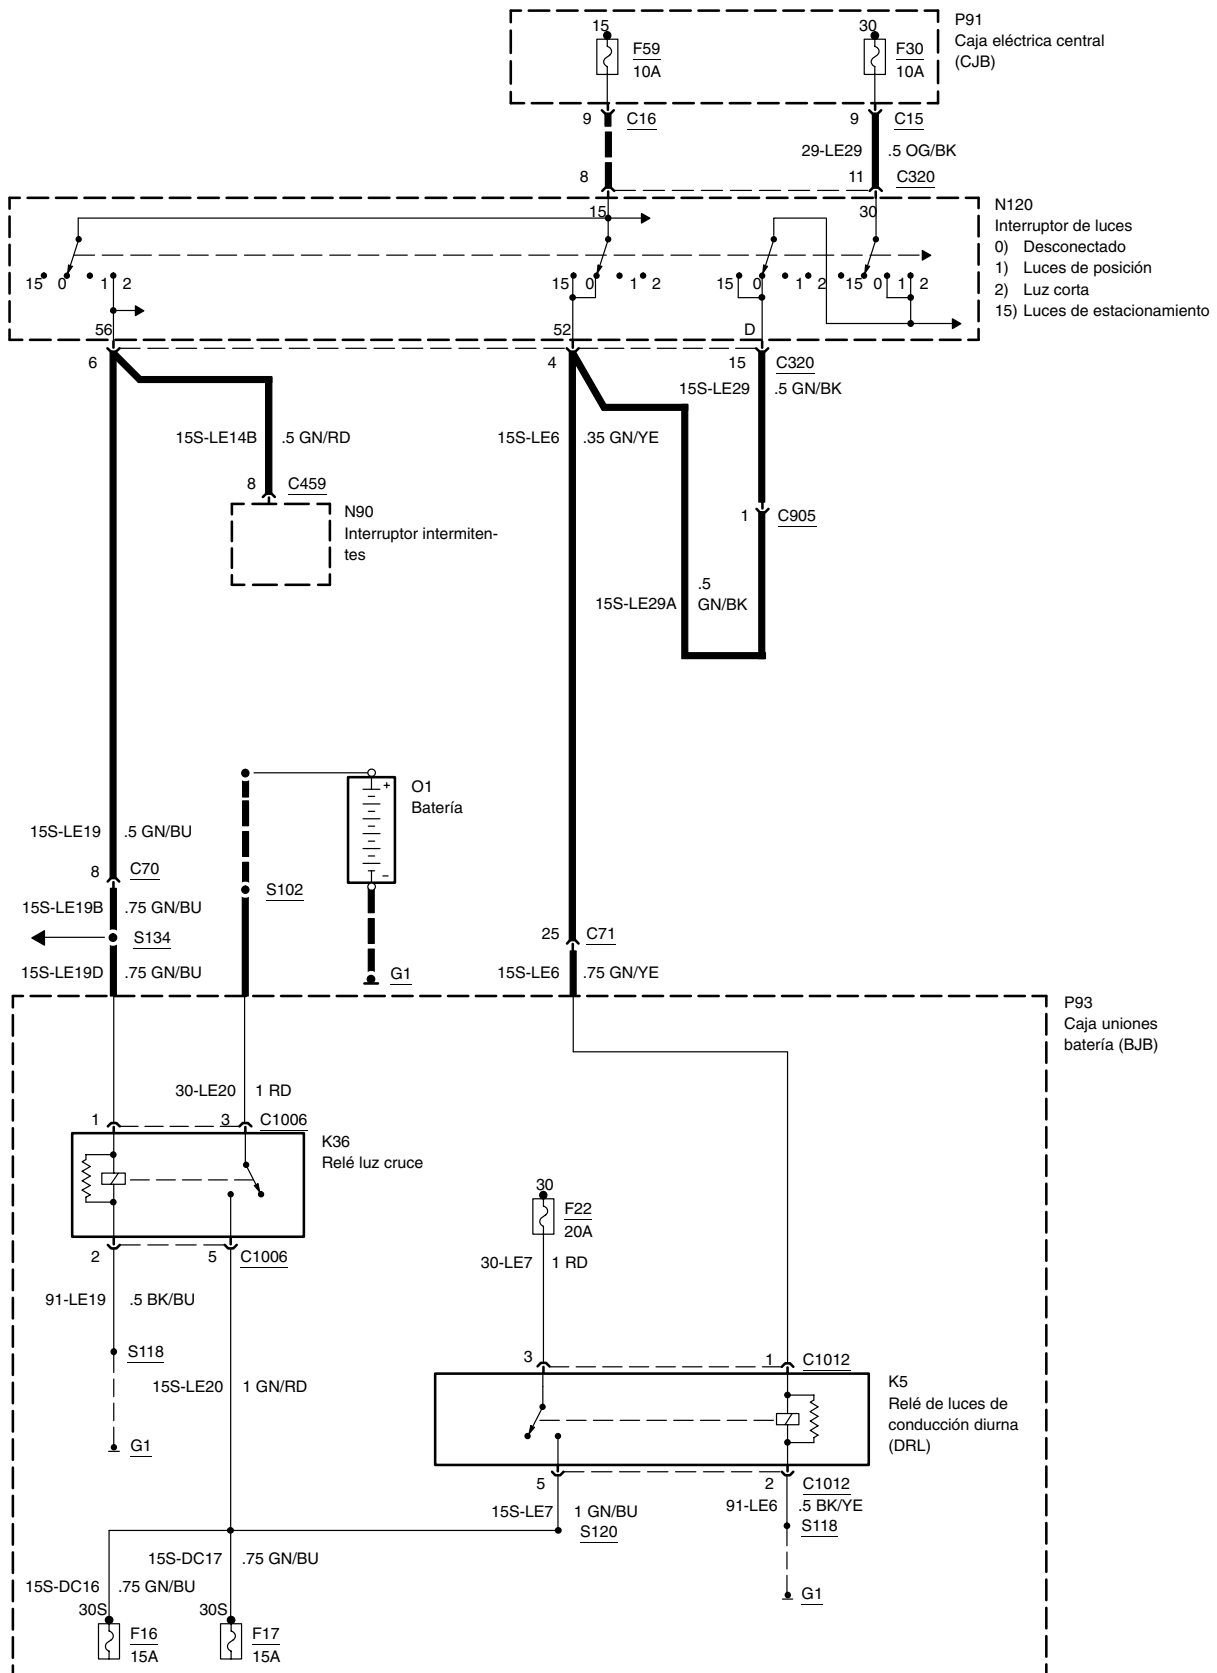 P91
Caja eléctrica central
(CJB)
15
F59
10A
30
F30
10A
9
C16
9
C15
29-LE29
.5 OG/BK
8
11
C320
N120
Interruptor de luces
0) Desconectado
1) Luces de posición
2) Luz corta
15) Luces de estacionamiento
15
30
15
0
1
2
15
0
1
2
15
0
1
2
15
0
1
2
56
52
D
6
4
15
C320
15S-LE29
.5 GN/BK
15S-LE14B
.5 GN/RD
15S-LE6
.35 GN/YE
8
C459
N90
Interruptor intermiten-
tes
1
C905
15S-LE29A
.5
GN/BK
O1
Batería
+
−
15S-LE19
.5 GN/BU
8
C70
S102
15S-LE19B
.75 GN/BU
S134
25
C71
15S-LE19D
.75 GN/BU
G1
15S-LE6
.75 GN/YE
P93
Caja uniones
batería (BJB)
30-LE20
1 RD
1
3
C1006
K36
Relé luz cruce
30
F22
20A
2
5
C1006
30-LE7
1 RD
91-LE19
.5 BK/BU
S118
3
1
C1012
15S-LE20
1 GN/RD
K5
Relé de luces de
conducción diurna
(DRL)
G1
5
2
C1012
15S-LE7
1 GN/BU
91-LE6
.5 BK/YE
S120
S118
15S-DC17
.75 GN/BU
15S-DC16
.75 GN/BU
G1
30S
F16
15A
30S
F17
15A